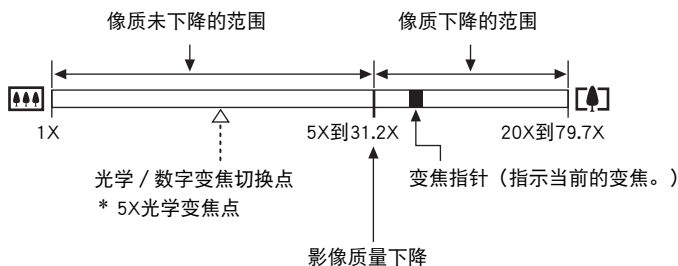 像质未下降的范围
像质下降的范围
1X
5X到31.2X
20X到79.7X
光学 / 数字变焦切换点
* 5X光学变焦点
变焦指针（指示当前的变焦。）
影像质量下降